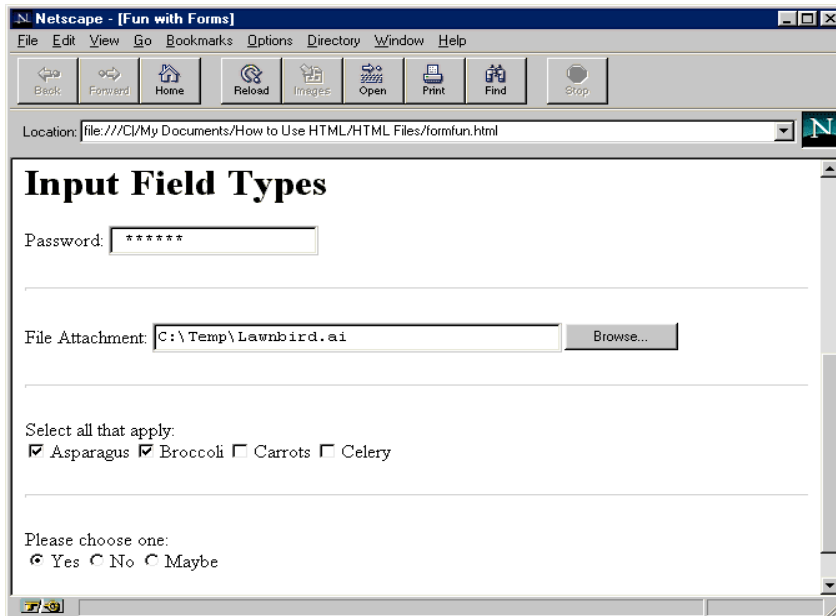 Netscape - [Fun with Forms]
File Edit View Go Bookmarks Options Directory Window Help
Back Forward Home Reload Images Open Print Find Stop
Location: file:///C|/My Documents/How to Use HTML/HTML Files/formfun.html
N
Input Field Types
Password: ******
File Attachment: C:\Temp\Lawnbird.ai Browse...
Select all that apply:
Asparagus Broccoli Carrots Celery
Please choose one:
Yes No Maybe